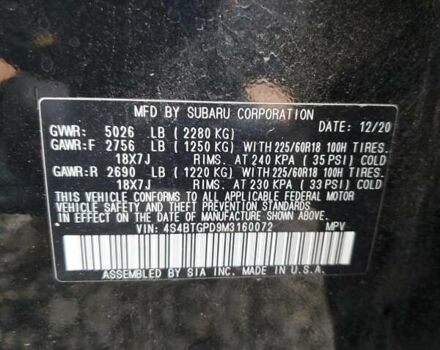 MFD BY SUBARU CORPORATION
GVWR: 5026 LB ( 2280 KG) DATE: 12/20
GAWR:F 2756 LB ( 1250 KG) WITH 225/60R18 100H TIRES.
18X7J RIMS. AT 240 KPA ( 35 PSI) COLD
GAWR:R 2690 LB ( 1220 KG) WITH 225/60R18 100H TIRES.
18X7J RIMS. AT 230 KPA ( 33 PSI) COLD
THIS VEHICLE CONFORMS TO ALL APPLICABLE FEDERAL MOTOR
VEHICLE SAFETY, BUMPER, AND THEFT PREVENTION STANDARDS
IN EFFECT ON THE DATE OF MANUFACTURE SHOWN ABOVE.
VIN: 4S4BTGPD9M3160072 MPV
ASSEMBLED BY SIA INC. MADE IN U.S.A.